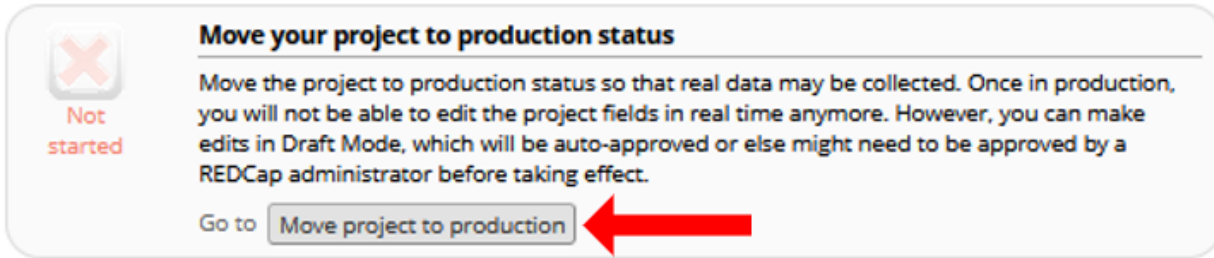 Move your project to production status
Move the project to production status so that real data may be collected. Once in production,
you will not be able to edit the project fields in real time anymore. However, you can make
edits in Draft Mode, which will be auto-approved or else might need to be approved by a
REDCap administrator before taking effect.
Not
started
Go to Move project to production